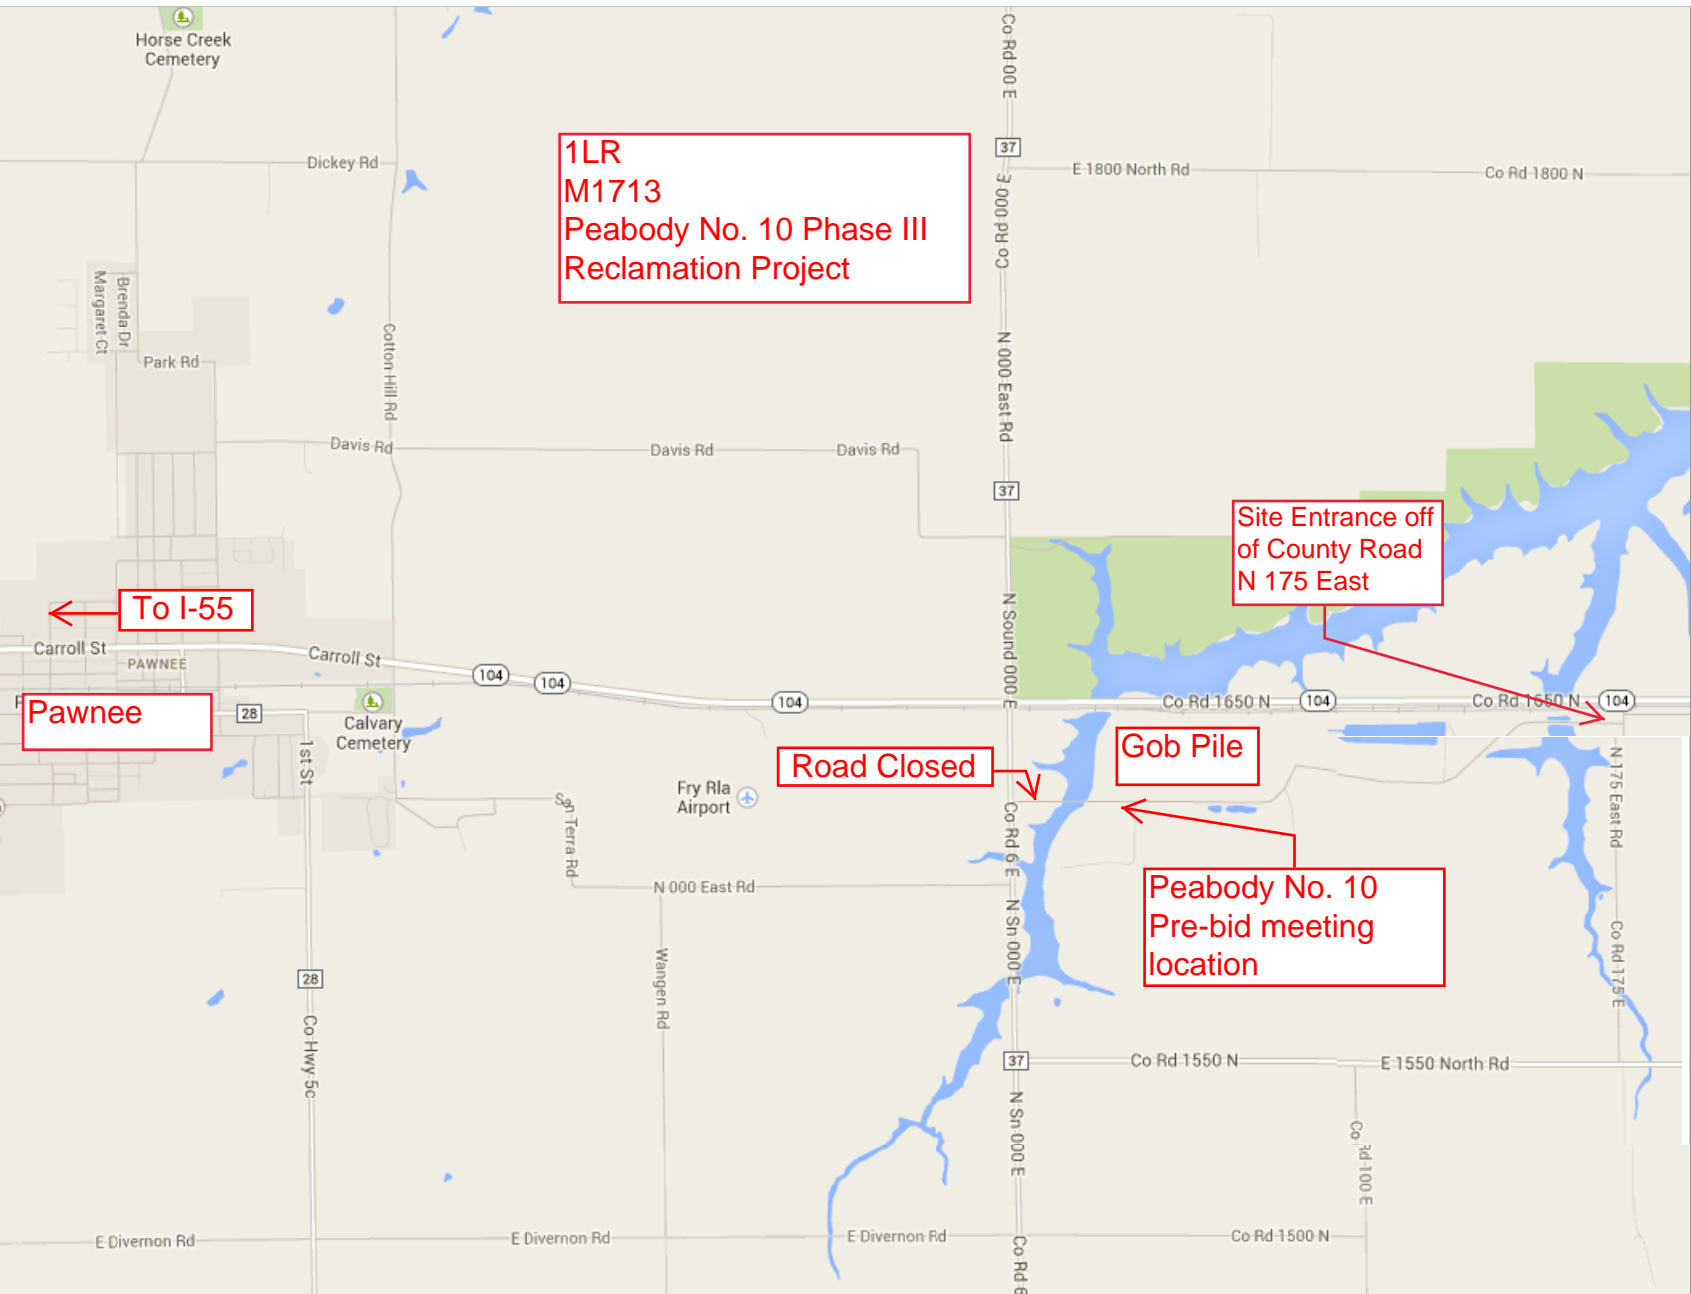 Horse Creek
Cemetery
Co Rd 00 E
37
Dickey Rd
1LR
M1713
Peabody No. 10 Phase III
Reclamation Project
E 1800 North Rd
Co Rd 1800 N
Co Rd 000 E
Margaret Ct
Brenda Dr
Park Rd
Cotton Hill Rd
N 000 East Rd
Davis Rd
Davis Rd
Davis Rd
37
Site Entrance off
of County Road
N 175 East
To I-55
N Sound 000 E
Carroll St
PAWNEE
Carroll St
104
104
104
Co Rd 1650 N
104
Co Rd 1650 N
104
Pawnee
28
Calvary
Cemetery
1st St
Road Closed
Gob Pile
Fry Rla
Airport
San Terra Rd
Co Rd 6 E
N 175 East Rd
N 000 East Rd
Peabody No. 10
Pre-bid meeting
location
N Sn 000 E
Wangen Rd
Co Rd 175 E
28
Co Hwy 5c
37
Co Rd 1550 N
E 1550 North Rd
N Sn 000 E
Co Rd 100 E
E Divernon Rd
E Divernon Rd
E Divernon Rd
Co Rd 1500 N
Co Rd 6